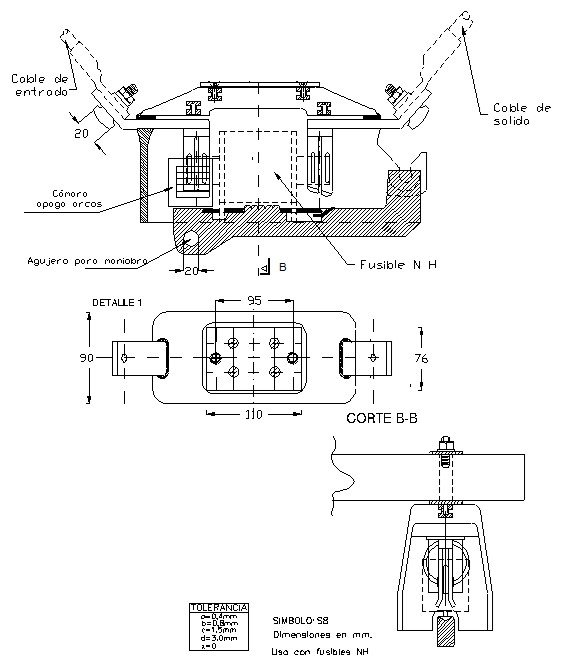 Cable de
entrada
Cable de
salida
20
Cámara
apaga arcos
Agujero para maniobra
20
B
Fusible N H
DETALLE 1
95
90
76
110
CORTE B-B
TOLERANCIA
a=0,4mm
b=0,8mm
c=1,5mm
d=3,0mm
x=0
SIMBOLO:S8
Dimensiones en mm.
Uso con fusibles NH